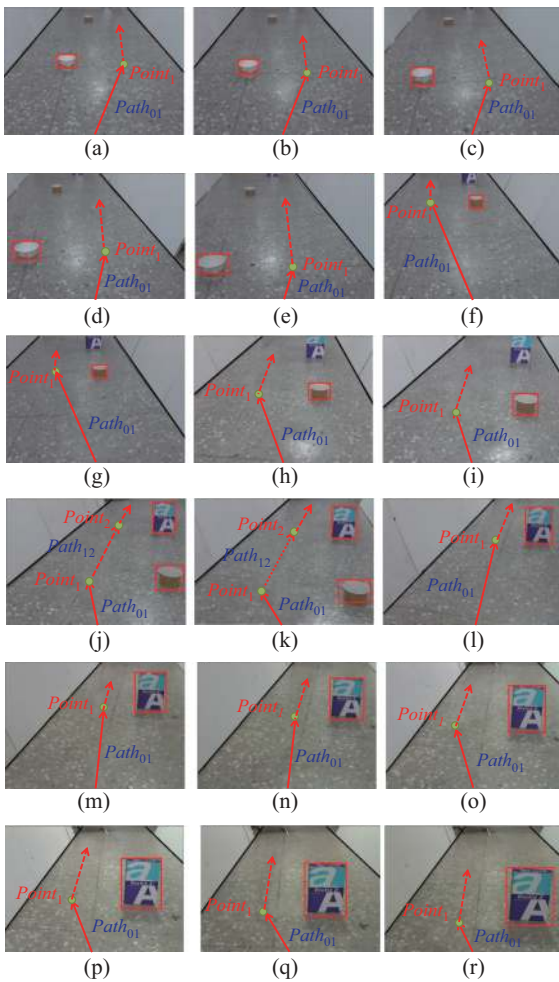 Point₁
Path₀₁
(a)
Point₁
Path₀₁
(b)
Point₁
Path₀₁
(c)
Point₁
Path₀₁
(d)
Point₁
Path₀₁
(e)
Point₁
Path₀₁
(f)
A
Point₁
Path₀₁
(g)
a
A
Point₁
Path₀₁
(h)
a
A
Point₁
Path₀₁
(i)
a
A
Point₂
Path₁₂
Point₁
Path₀₁
(j)
a
A
Point₂
Path₁₂
Point₁
Path₀₁
(k)
a
A
Point₁
Path₀₁
(l)
a
A
Point₁
Path₀₁
(m)
a
A
Point₁
Path₀₁
(n)
a
A
Point₁
Path₀₁
(o)
a
A
Point₁
Path₀₁
(p)
a
A
Point₁
Path₀₁
(q)
a
A
Point₁
Path₀₁
(r)